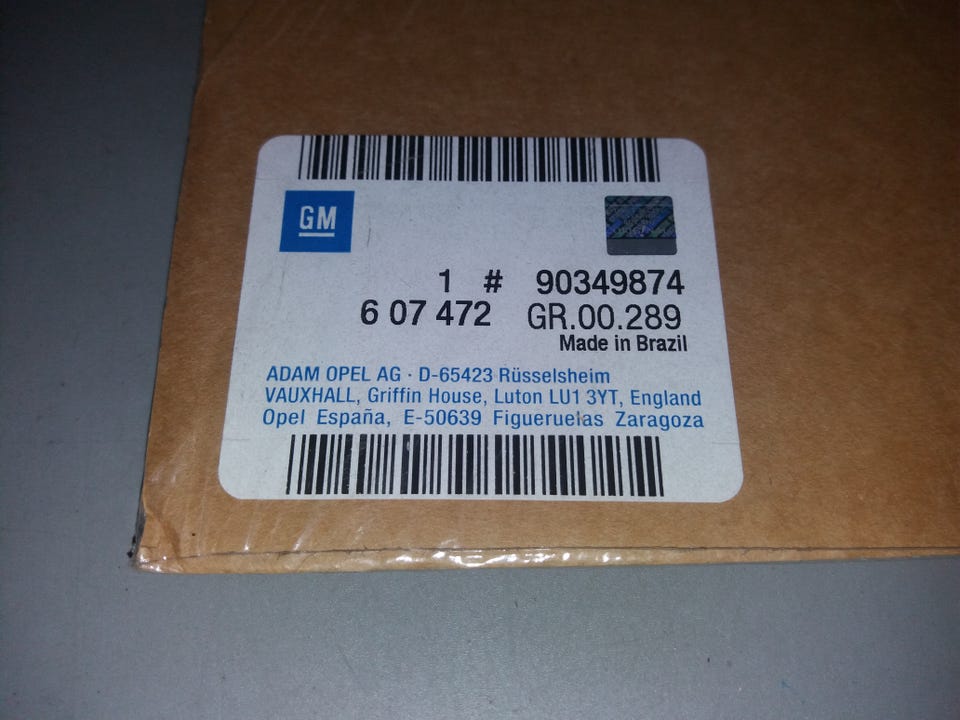 GM
1 # 90349874
6 07 472 GR.00.289
Made in Brazil
ADAM OPEL AG · D-65423 Rüsselsheim
VAUXHALL, Griffin House, Luton LU1 3YT, England
Opel España, E-50639 Figueruelas Zaragoza